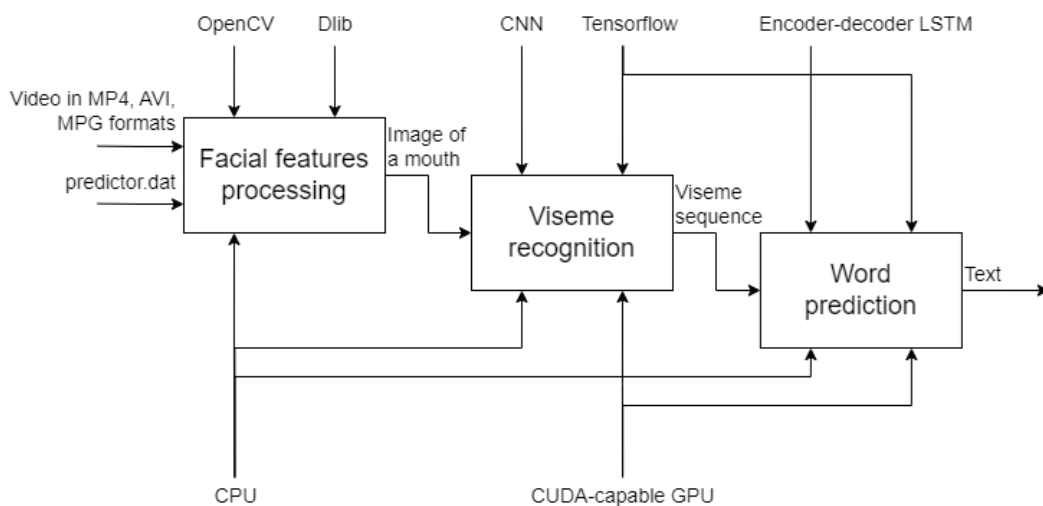 OpenCV
Dlib
CNN
Tensorflow
Encoder-decoder LSTM
Video in MP4, AVI,
MPG formats
predictor.dat
Facial features
processing
Image of
a mouth
Viseme
recognition
Viseme
sequence
Word
prediction
Text
CPU
CUDA-capable GPU